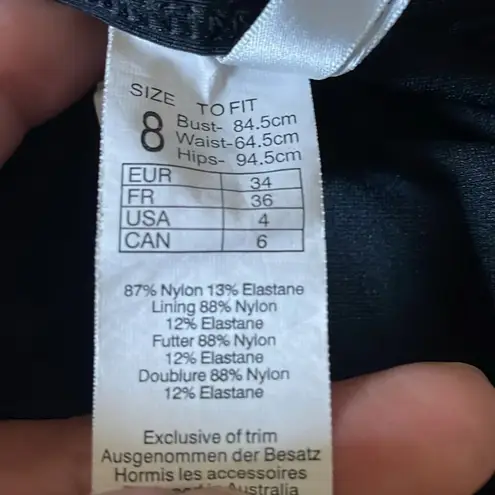 SIZE TO FIT
8 Bust- 84.5cm
Waist-64.5cm
Hips- 94.5cm
EUR 34
FR 36
USA 4
CAN 6
87% Nylon 13% Elastane
Lining 88% Nylon
12% Elastane
Futter 88% Nylon
12% Elastane
Doublure 88% Nylon
12% Elastane
Exclusive of trim
Ausgenommen der Besatz
Hormis les accessoires
Australia